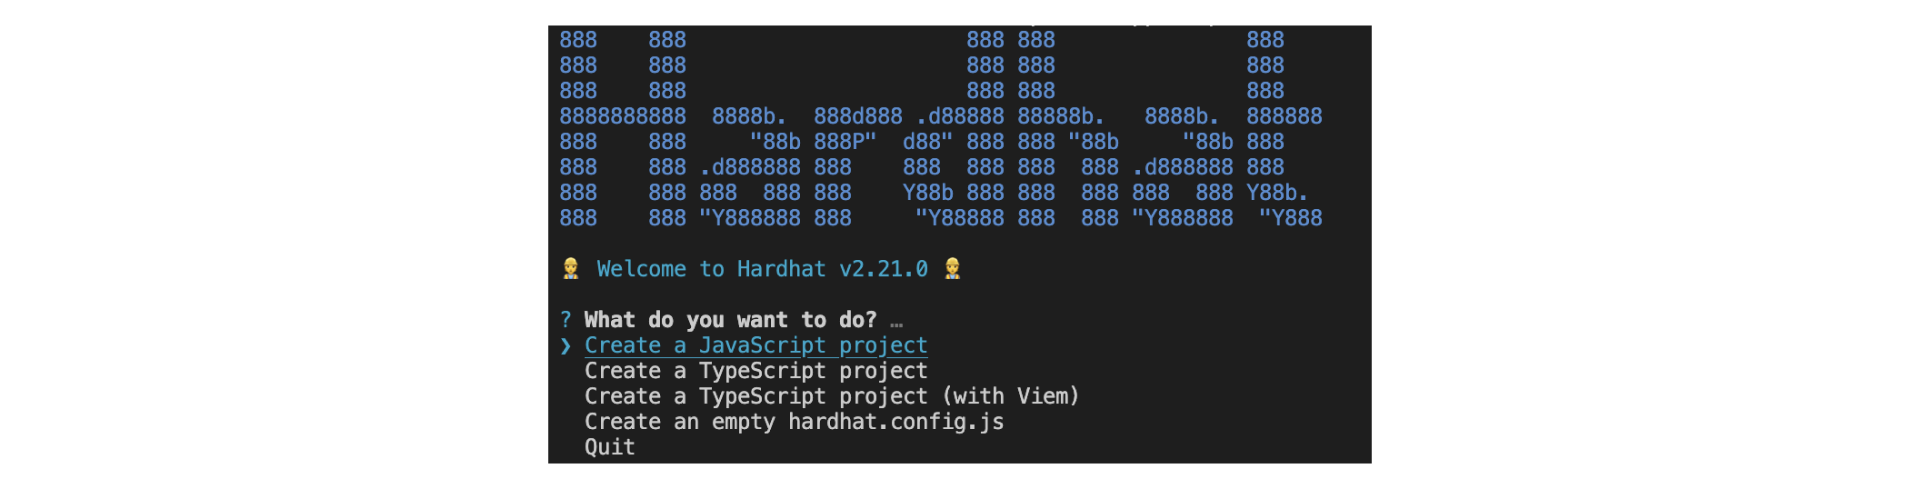 888    888                      888 888               888
888    888                      888 888               888
888    888                      888 888               888
8888888888  8888b.  888d888 .d88888 88888b.   8888b.  888888
888    888     "88b 888P"  d88" 888 888 "88b     "88b 888
888    888 .d888888 888    888  888 888  888 .d888888 888
888    888 888  888 888    Y88b 888 888  888 888  888 Y88b.
888    888 "Y888888 888     "Y88888 888  888 "Y888888  "Y888
👷 Welcome to Hardhat v2.21.0 👷
? What do you want to do? …
❯ Create a JavaScript project
Create a TypeScript project
Create a TypeScript project (with Viem)
Create an empty hardhat.config.js
Quit